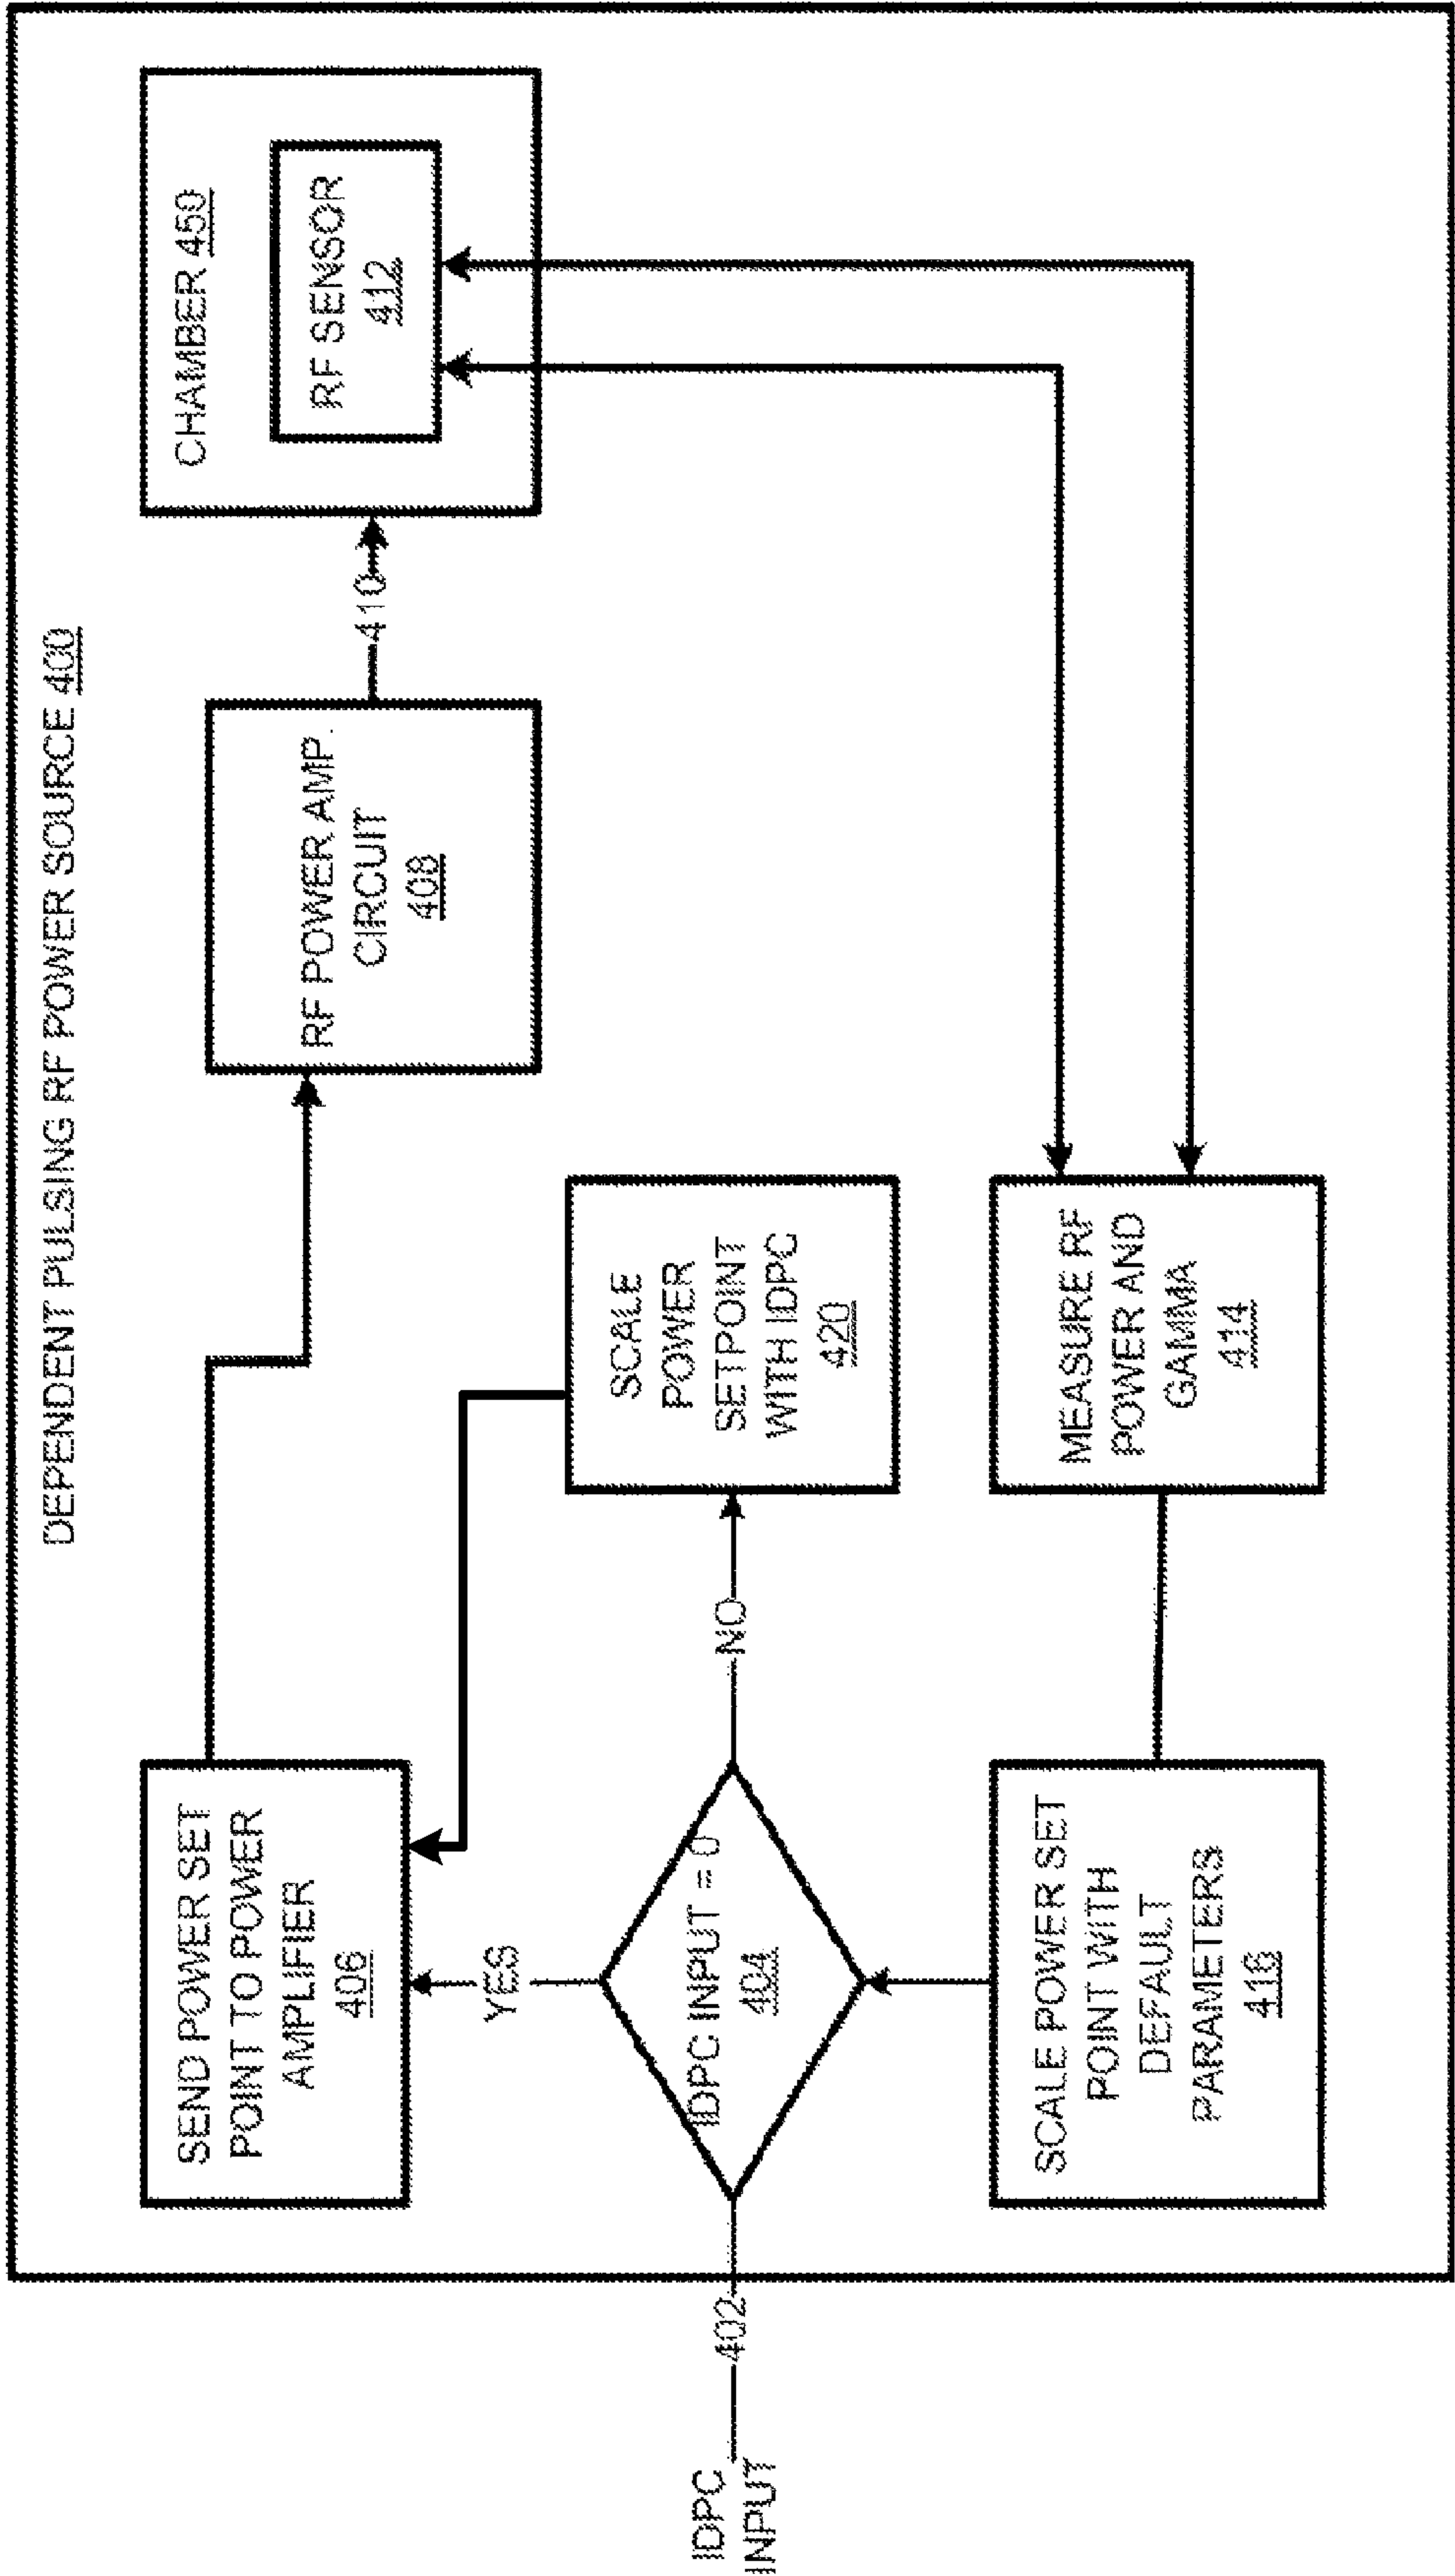 DEPENDENT PULSING RF POWER SOURCE 400
SEND POWER SET
POINT TO POWER
AMPLIFIER
406
RF POWER AMP.
CIRCUIT
408
410
CHAMBER 450
RF SENSOR
412
YES
IDPC
INPUT
402
IDPC INPUT = 0
404
NO
SCALE
POWER
SETPOINT
WITH IDPC
420
SCALE POWER SET
POINT WITH
DEFAULT
PARAMETERS
416
MEASURE RF
POWER AND
GAMMA
414